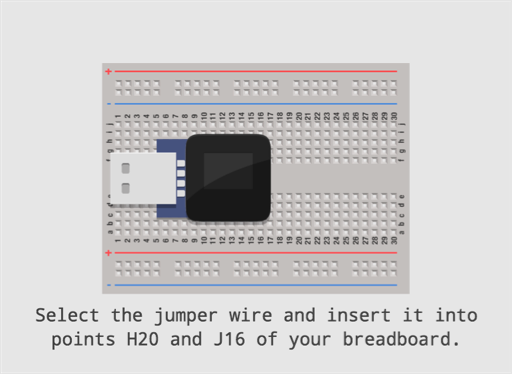 +
-
1 2 3 4 5 6 7 8 9 10 11 12 13 14 15 16 17 18 19 20 21 22 23 24 25 26 27 28 29 30
f g h i j
f g h i j
a b c d e
a b c d e
1 2 3 4 5 6 7 8 9 10 11 12 13 14 15 16 17 18 19 20 21 22 23 24 25 26 27 28 29 30
+
-
Select the jumper wire and insert it into
points H20 and J16 of your breadboard.